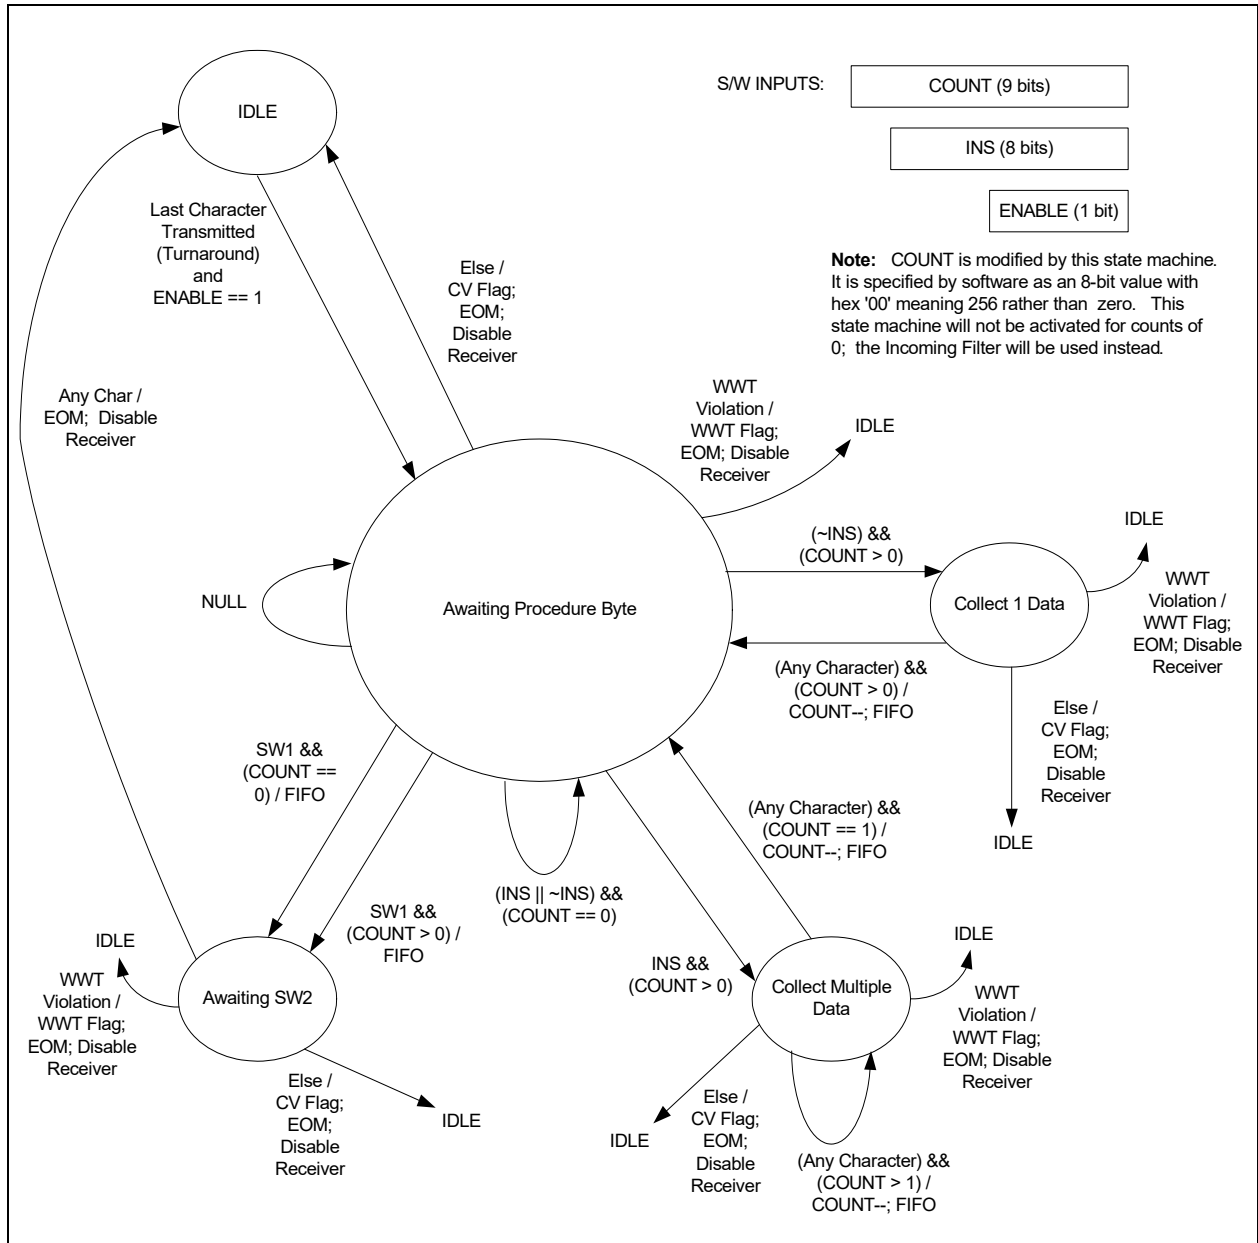 IDLE
S/W INPUTS:
COUNT (9 bits)
INS (8 bits)
ENABLE (1 bit)
Note: COUNT is modified by this state machine.
It is specified by software as an 8-bit value with
hex '00' meaning 256 rather than zero. This
state machine will not be activated for counts of
0; the Incoming Filter will be used instead.
Last Character
Transmitted
(Turnaround)
and
ENABLE == 1
Else /
CV Flag;
EOM;
Disable
Receiver
Any Char /
EOM; Disable
Receiver
WWT
Violation /
WWT Flag;
EOM; Disable
Receiver
IDLE
(~INS) &&
(COUNT > 0)
IDLE
WWT
Violation /
WWT Flag;
EOM; Disable
Receiver
Collect 1 Data
NULL
Awaiting Procedure Byte
(Any Character) &&
(COUNT > 0) /
COUNT--; FIFO
Else /
CV Flag;
EOM;
Disable
Receiver
IDLE
SW1 &&
(COUNT ==
0) / FIFO
(Any Character) &&
(COUNT == 1) /
COUNT--; FIFO
(INS || ~INS) &&
(COUNT == 0)
SW1 &&
(COUNT > 0) /
FIFO
INS &&
(COUNT > 0)
IDLE
WWT
Violation /
WWT Flag;
EOM; Disable
Receiver
Awaiting SW2
Else /
CV Flag;
EOM;
Disable
Receiver
IDLE
Collect Multiple
Data
IDLE
WWT
Violation /
WWT Flag;
EOM; Disable
Receiver
IDLE
Else /
CV Flag;
EOM;
Disable
Receiver
(Any Character) &&
(COUNT > 1) /
COUNT--; FIFO